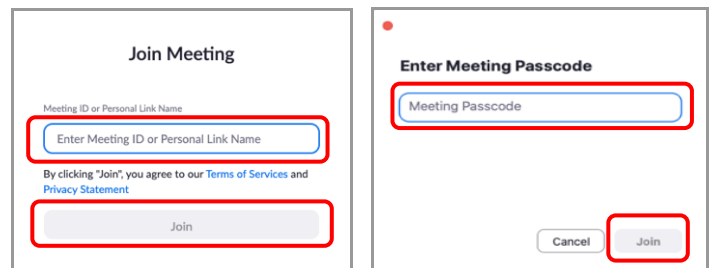 Join Meeting
Meeting ID or Personal Link Name
Enter Meeting ID or Personal Link Name
By clicking "Join", you agree to our Terms of Services and
Privacy Statement
Join
Enter Meeting Passcode
Meeting Passcode
Cancel
Join